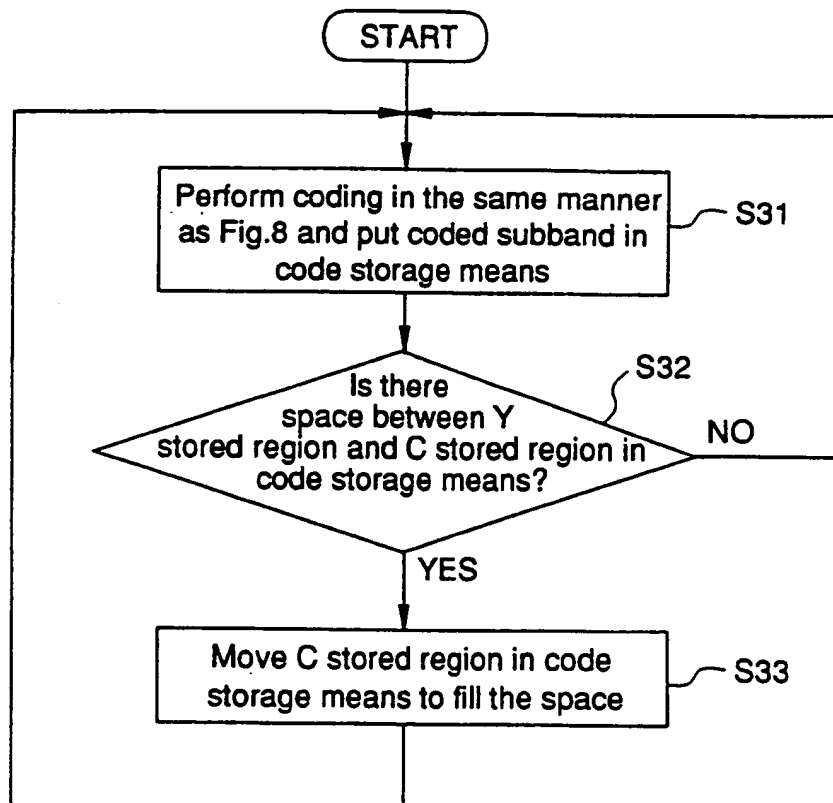 START
Perform coding in the same manner
as Fig.8 and put coded subband in
code storage means
S31
Is there
space between Y
stored region and C stored region in
code storage means?
S32
NO
YES
Move C stored region in code
storage means to fill the space
S33